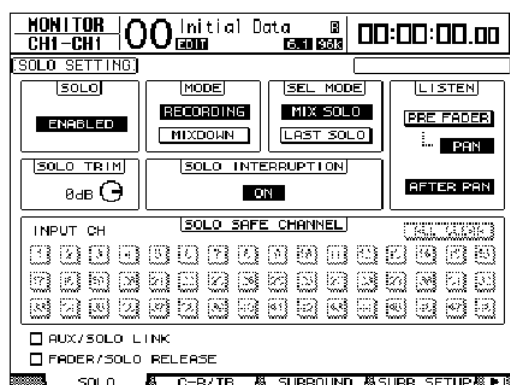 MONITOR
CH1-CH1
00 Initial Data
EDIT 6.1 96K
00:00:00.00
SOLO SETTING
SOLO
ENABLED
MODE
RECORDING
MIXDOWN
SEL MODE
MIX SOLO
LAST SOLO
LISTEN
PRE FADER
PAN
AFTER PAN
SOLO TRIM
0dB
SOLO INTERRUPTION
ON
SOLO SAFE CHANNEL
INPUT CH
AUX/SOLO LINK
FADER/SOLO RELEASE
SOLO
C-R/TB
SURROUND
SURR SETUP